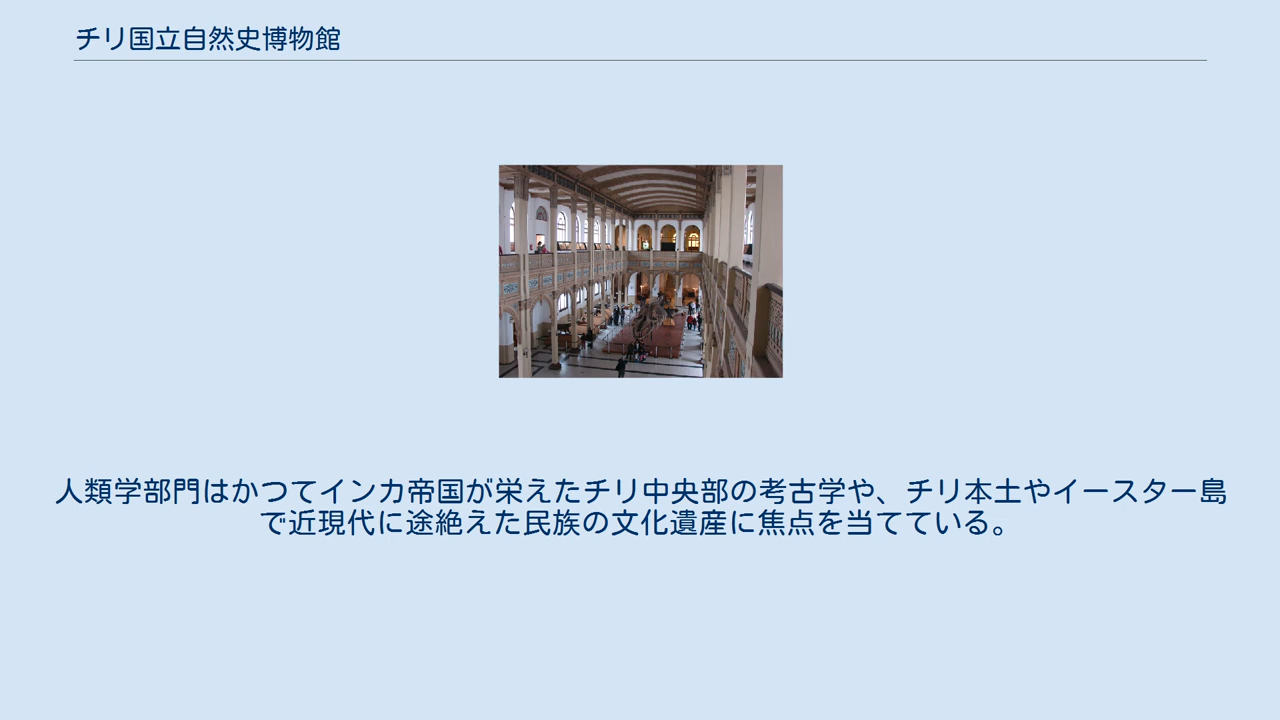 チリ国立自然史博物館
人類学部門はかつてインカ帝国が栄えたチリ中央部の考古学や、チリ本土やイースター島
で近現代に途絶えた民族の文化遺産に焦点を当てている。